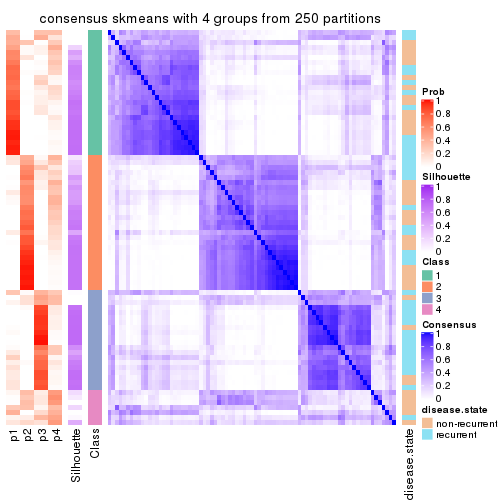 consensus skmeans with 4 groups from 250 partitions
p1
p2
p3
p4
Silhouette
Class
disease.state
Prob
1
0.8
0.6
0.4
0.2
0
Silhouette
1
0.8
0.6
0.4
0.2
0
Class
1
2
3
4
Consensus
1
0.8
0.6
0.4
0.2
0
disease.state
non-recurrent
recurrent